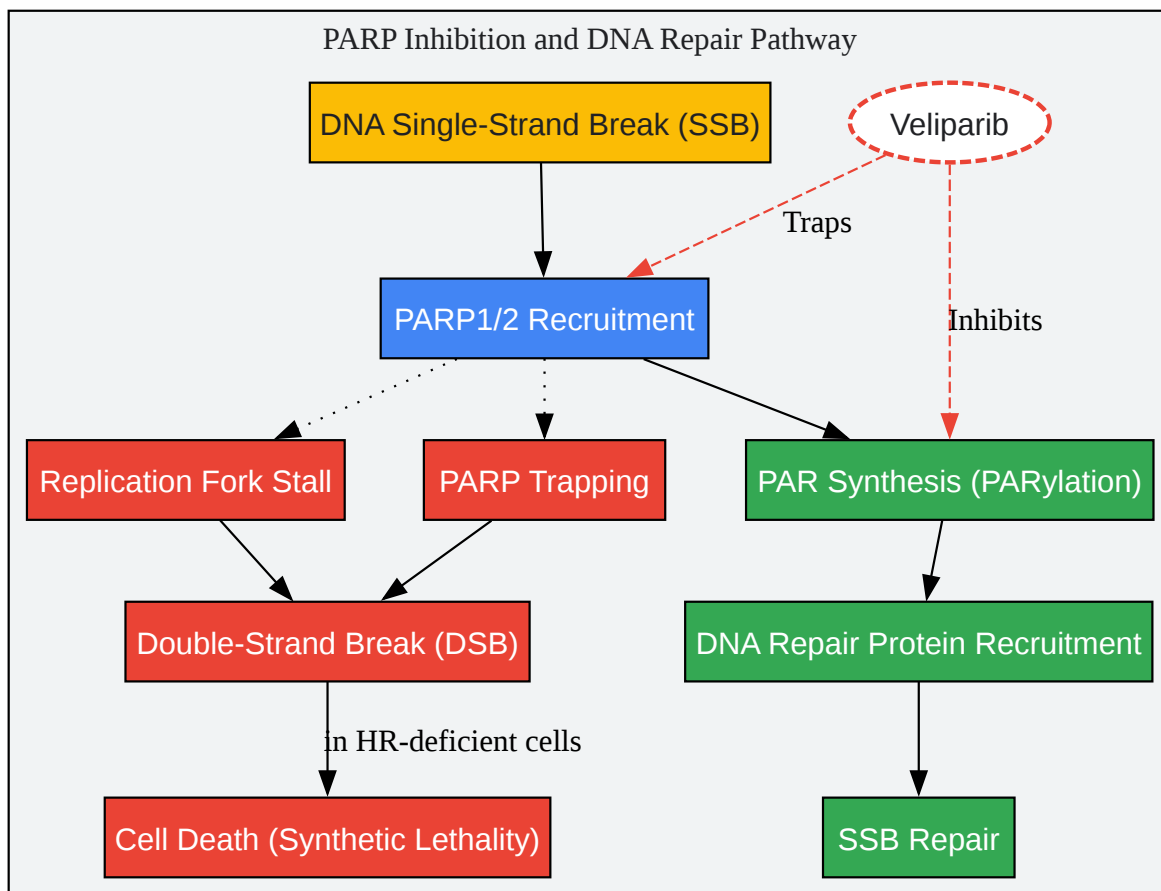 PARP Inhibition and DNA Repair Pathway
DNA Single-Strand Break (SSB)
Veliparib
Traps
PARP1/2 Recruitment
Inhibits
Replication Fork Stall
PARP Trapping
PAR Synthesis (PARylation)
Double-Strand Break (DSB)
DNA Repair Protein Recruitment
in HR-deficient cells
Cell Death (Synthetic Lethality)
SSB Repair